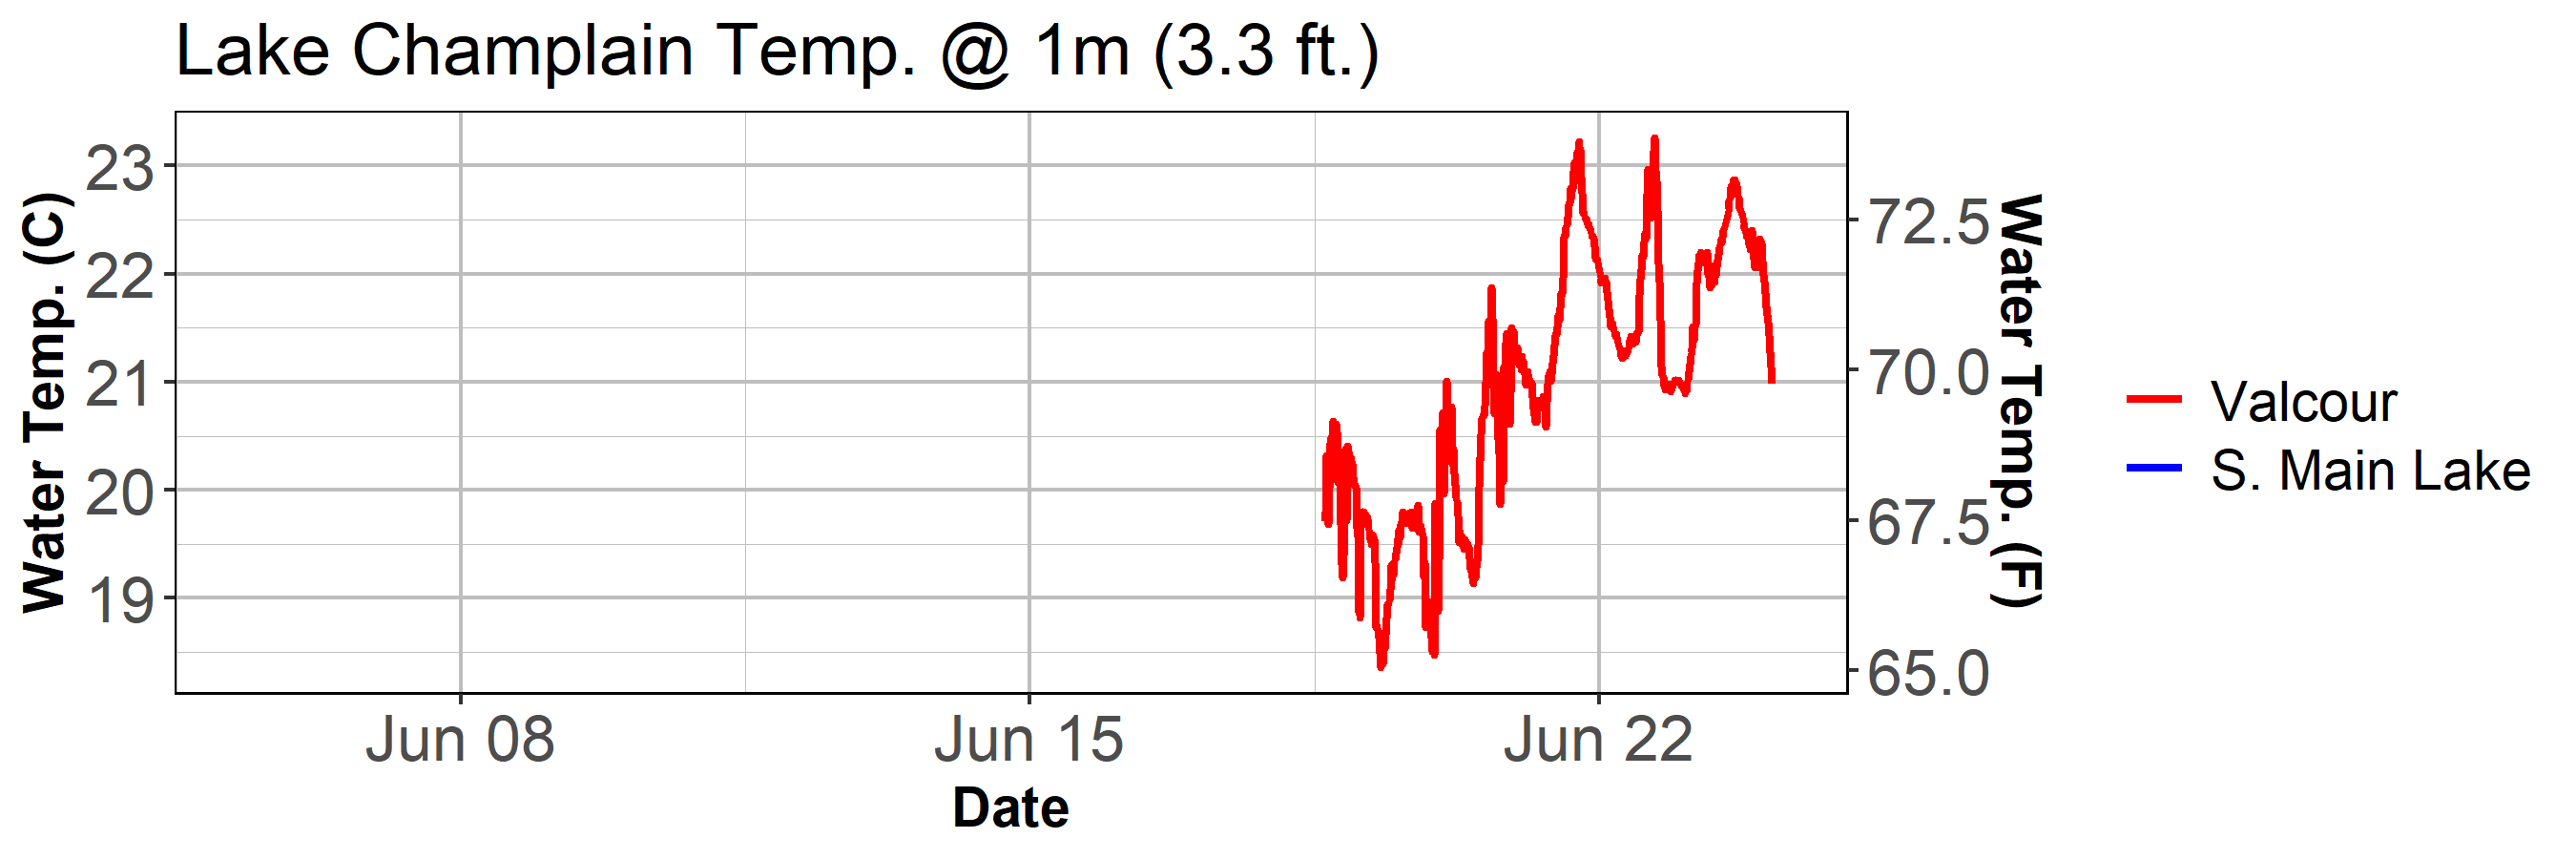 Lake Champlain Temp. @ 1m (3.3 ft.)
Water Temp. (C)
23
22
21
20
19
72.5
70.0
67.5
65.0
Water Temp. (F)
Jun 08
Jun 15
Jun 22
Date
Valcour
S. Main Lake